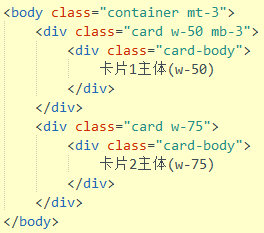 <body class="container mt-3">
    <div class="card w-50 mb-3">
        <div class="card-body">
            卡片1主体(w-50)
        </div>
    </div>
    <div class="card w-75">
        <div class="card-body">
            卡片2主体(w-75)
        </div>
    </div>
</body>